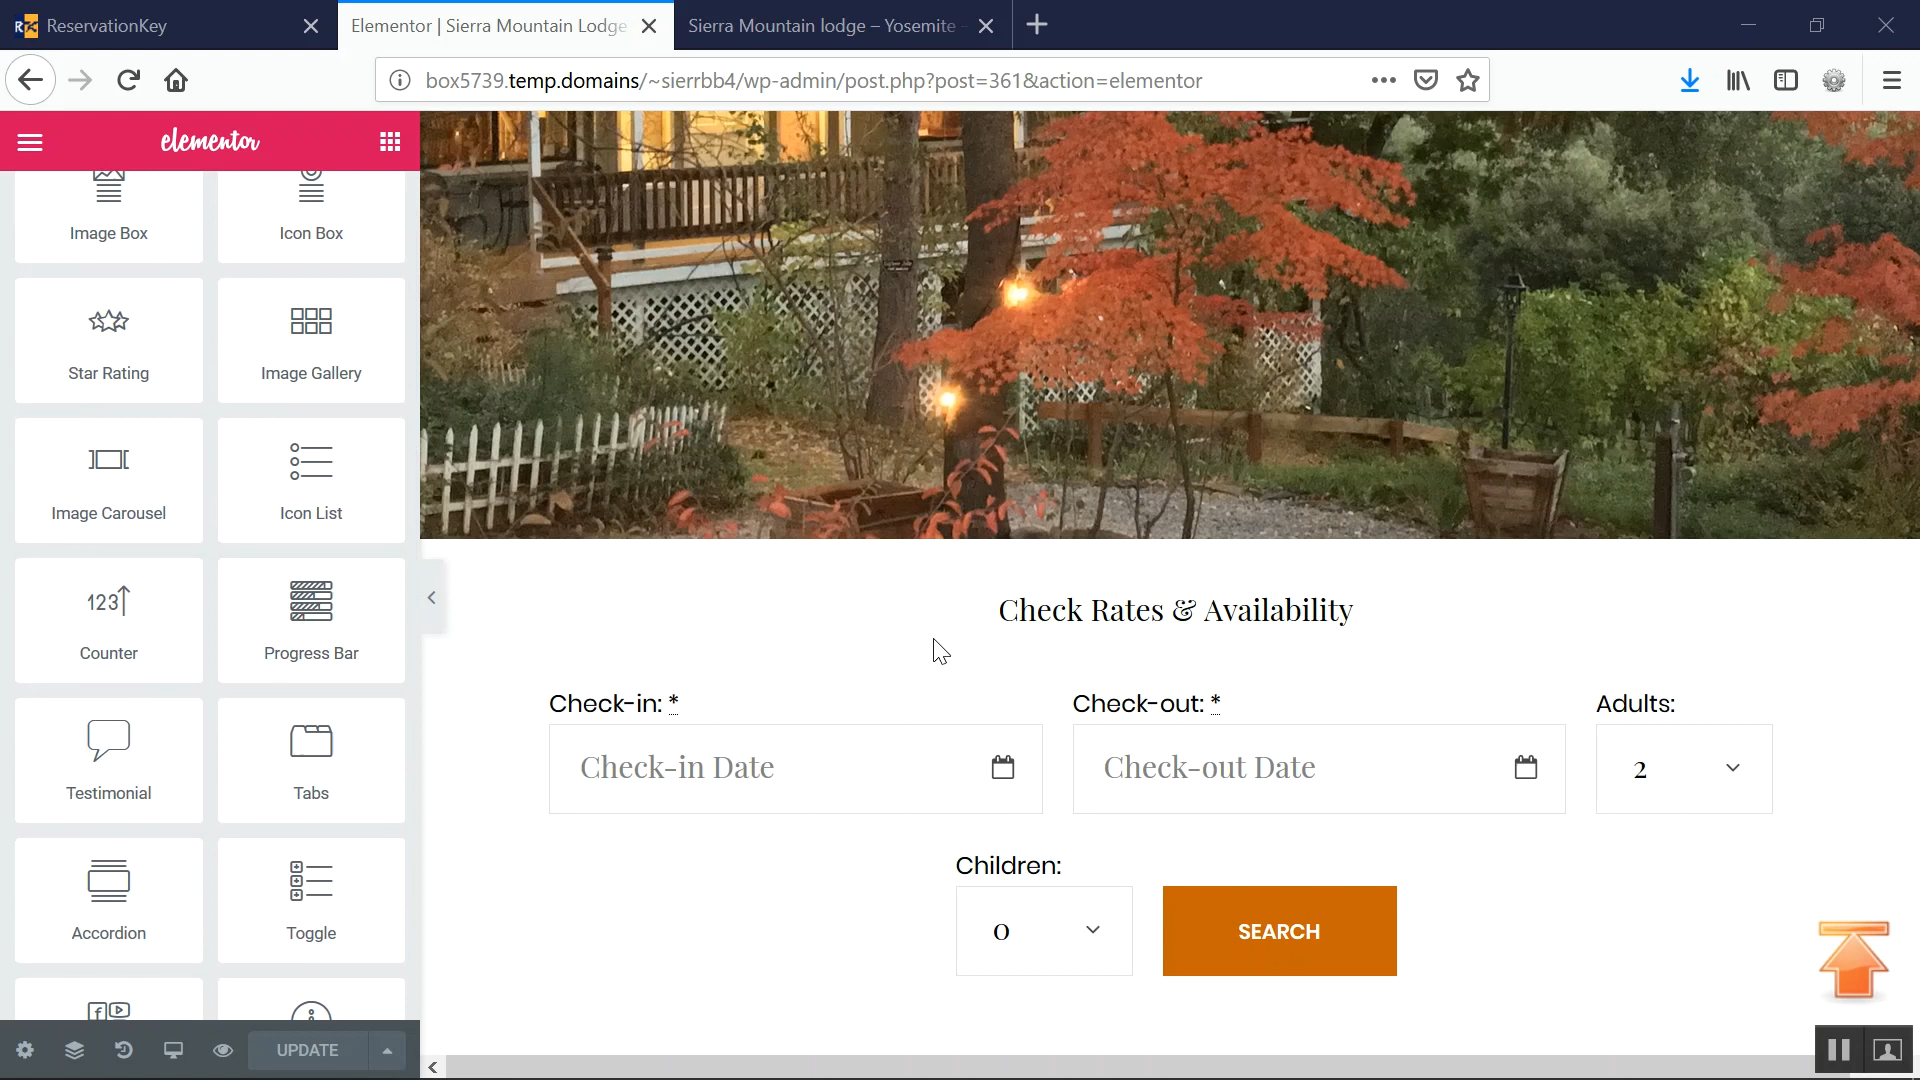 ReservationKey
Elementor | Sierra Mountain Lodge
Sierra Mountain lodge – Yosemite –
box5739.temp.domains/~sierrbb4/wp-admin/post.php?post=361&action=elementor
elementor
Image Box
Icon Box
Star Rating
Image Gallery
Image Carousel
Icon List
123
Counter
Progress Bar
Testimonial
Tabs
Accordion
Toggle
UPDATE
Check Rates & Availability
Check-in: *
Check-out: *
Adults:
Check-in Date
Check-out Date
2
Children:
0
SEARCH